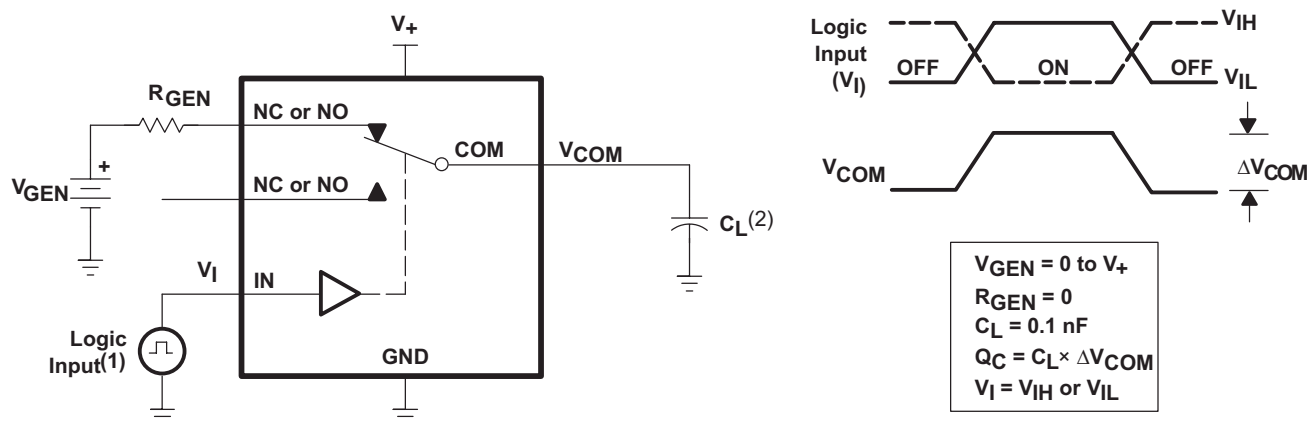 V+
RGEN
NC or NO
COM
VCOM
+
VGEN
NC or NO
CL(2)
VI
IN
Logic
Input(1)
GND
Logic
Input
(VI)
OFF
ON
OFF
VIH
VIL
VCOM
ΔVCOM
VGEN = 0 to V+
RGEN = 0
CL = 0.1 nF
QC = CL × ΔVCOM
VI = VIH or VIL